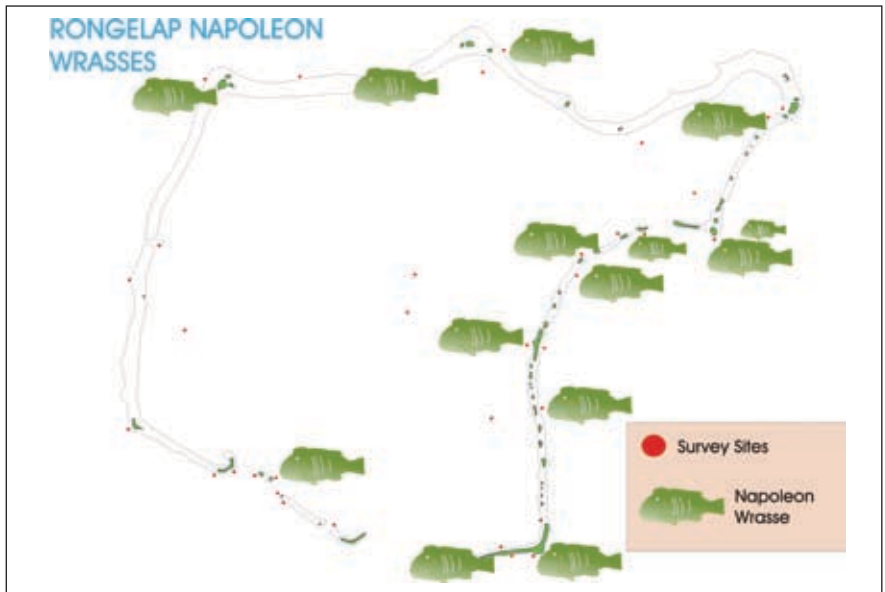 RONGELAP NAPOLEON
WRASSES
Survey Sites
Napoleon
Wrasse